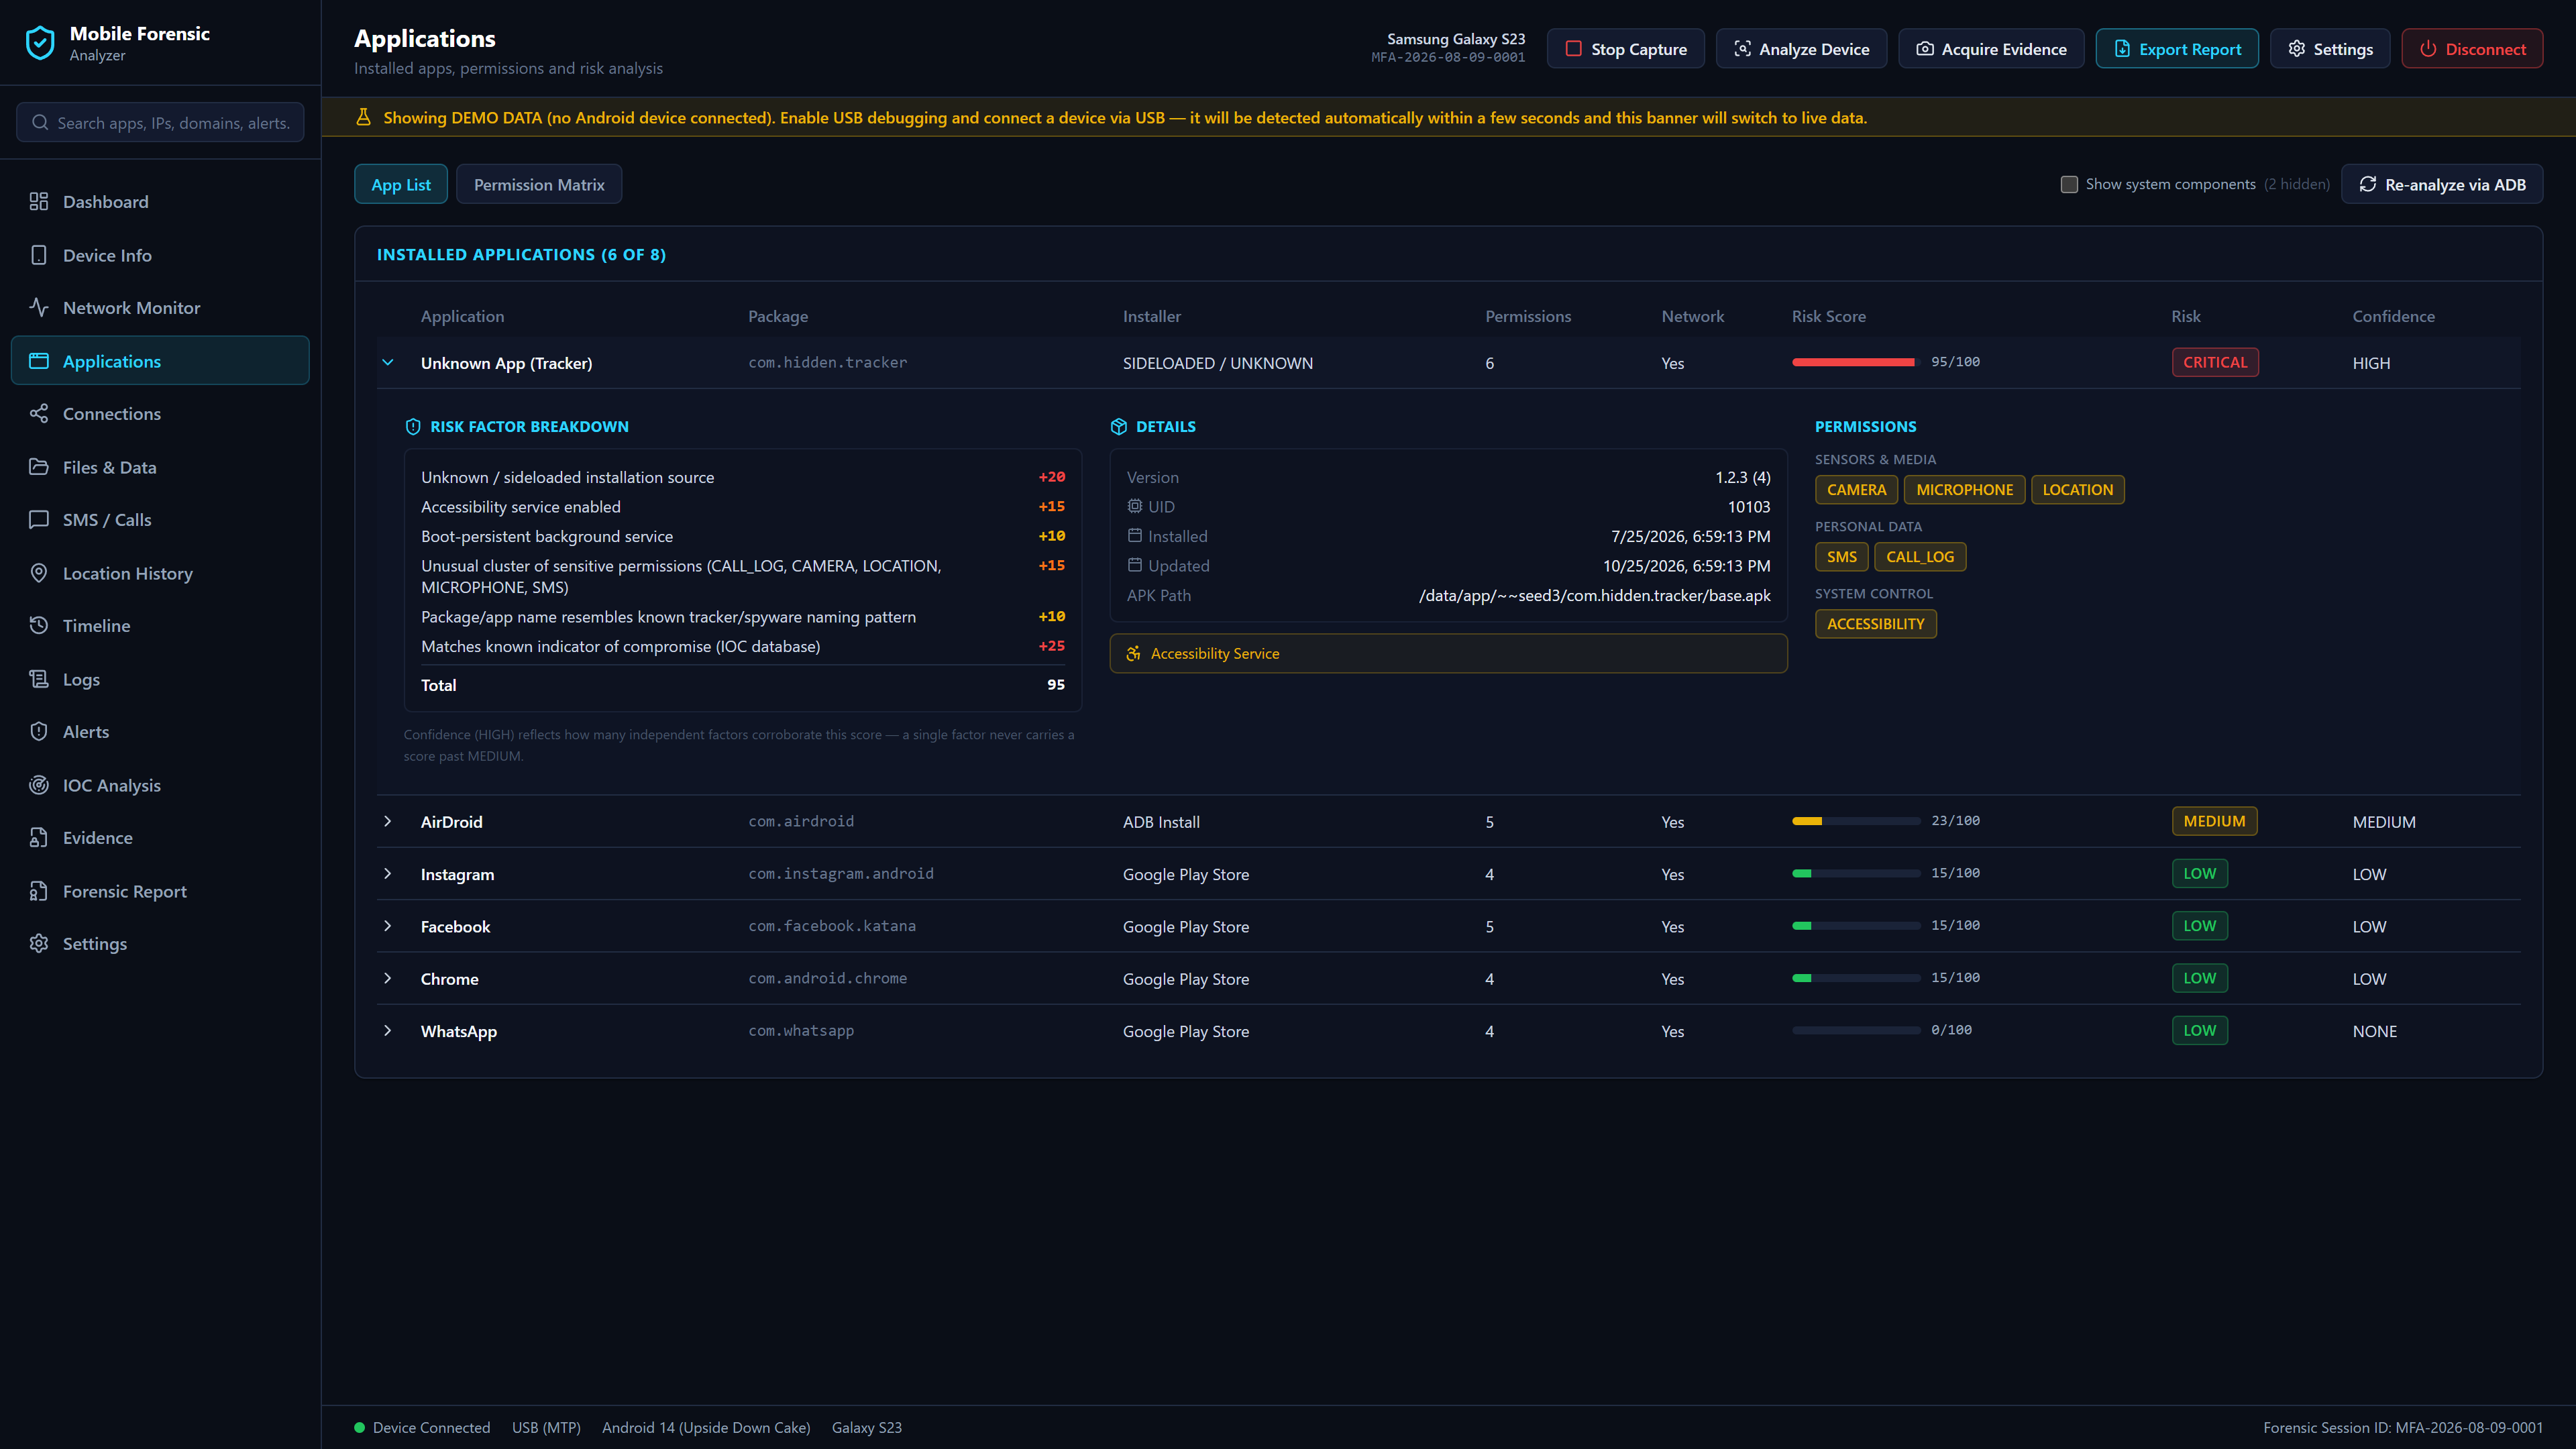 Mobile Forensic
Analyzer
Search apps, IPs, domains, alerts.
Dashboard
Device Info
Network Monitor
Applications
Connections
Files & Data
SMS / Calls
Location History
Timeline
Logs
Alerts
IOC Analysis
Evidence
Forensic Report
Settings
Applications
Installed apps, permissions and risk analysis
Samsung Galaxy S23
MFA-2026-08-09-0001
Stop Capture
Analyze Device
Acquire Evidence
Export Report
Settings
Disconnect
Showing DEMO DATA (no Android device connected). Enable USB debugging and connect a device via USB — it will be detected automatically within a few seconds and this banner will switch to live data.
App List
Permission Matrix
Show system components (2 hidden)
Re-analyze via ADB
INSTALLED APPLICATIONS (6 OF 8)
Application Package Installer Permissions Network Risk Score Risk Confidence
Unknown App (Tracker) com.hidden.tracker SIDELOADED / UNKNOWN 6 Yes 95/100 CRITICAL HIGH
RISK FACTOR BREAKDOWN
Unknown / sideloaded installation source +20
Accessibility service enabled +15
Boot-persistent background service +10
Unusual cluster of sensitive permissions (CALL_LOG, CAMERA, LOCATION, +15
MICROPHONE, SMS)
Package/app name resembles known tracker/spyware naming pattern +10
Matches known indicator of compromise (IOC database) +25
Total 95
Confidence (HIGH) reflects how many independent factors corroborate this score — a single factor never carries a
score past MEDIUM.
DETAILS
Version 1.2.3 (4)
UID 10103
Installed 7/25/2026, 6:59:13 PM
Updated 10/25/2026, 6:59:13 PM
APK Path /data/app/~~seed3/com.hidden.tracker/base.apk
Accessibility Service
PERMISSIONS
SENSORS & MEDIA
CAMERA MICROPHONE LOCATION
PERSONAL DATA
SMS CALL_LOG
SYSTEM CONTROL
ACCESSIBILITY
AirDroid com.airdroid ADB Install 5 Yes 23/100 MEDIUM MEDIUM
Instagram com.instagram.android Google Play Store 4 Yes 15/100 LOW LOW
Facebook com.facebook.katana Google Play Store 5 Yes 15/100 LOW LOW
Chrome com.android.chrome Google Play Store 4 Yes 15/100 LOW LOW
WhatsApp com.whatsapp Google Play Store 4 Yes 0/100 LOW NONE
Device Connected USB (MTP) Android 14 (Upside Down Cake) Galaxy S23
Forensic Session ID: MFA-2026-08-09-0001